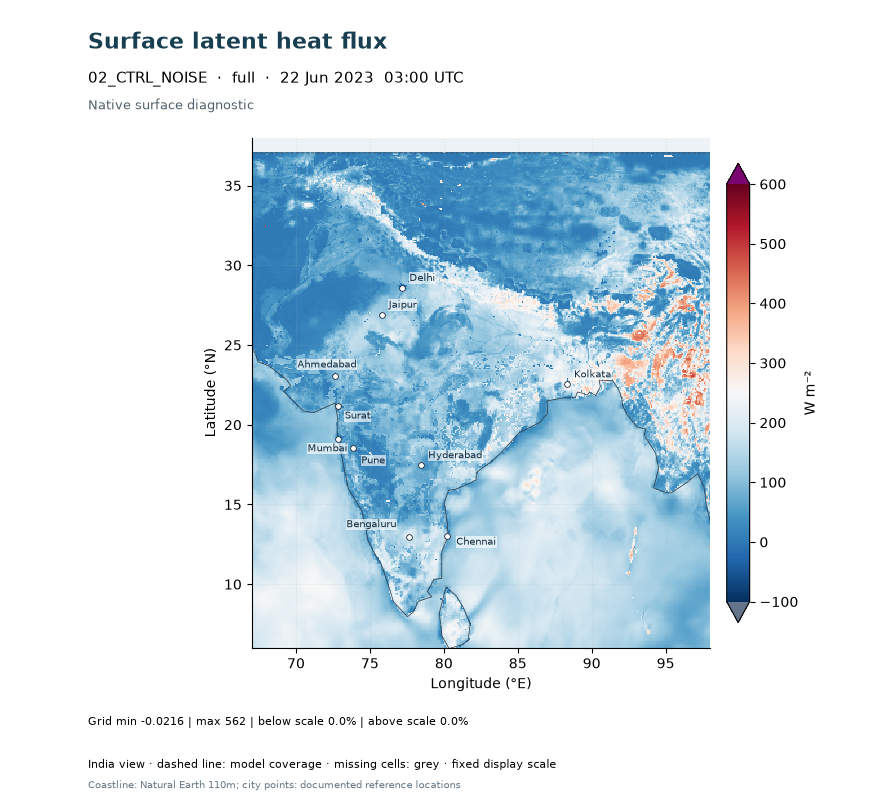 Surface latent heat flux
02_CTRL_NOISE · full · 22 Jun 2023 03:00 UTC
Native surface diagnostic
35
30
25
20
15
10
Latitude (°N)
Delhi
Jaipur
Ahmedabad
Kolkata
Surat
Mumbai
Pune
Hyderabad
Bengaluru
Chennai
70
75
80
85
90
95
Longitude (°E)
600
500
400
300
200
100
0
−100
W m⁻²
Grid min -0.0216 | max 562 | below scale 0.0% | above scale 0.0%
India view · dashed line: model coverage · missing cells: grey · fixed display scale
Coastline: Natural Earth 110m; city points: documented reference locations